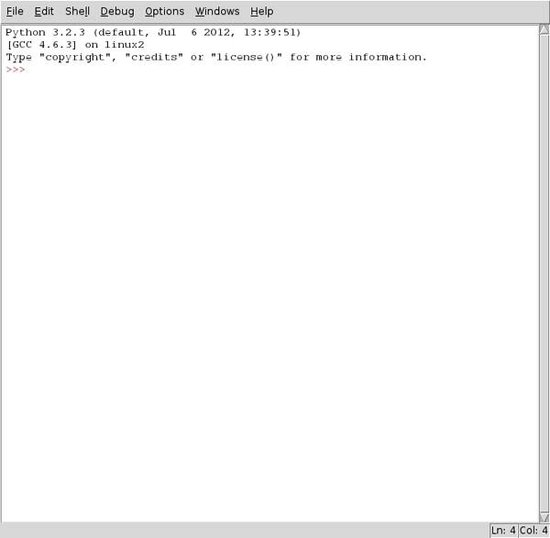 File Edit Shell Debug Options Windows Help
Python 3.2.3 (default, Jul  6 2012, 13:39:51)
[GCC 4.6.3] on linux2
Type "copyright", "credits" or "license()" for more information.
>>>
Ln: 4 Col: 4